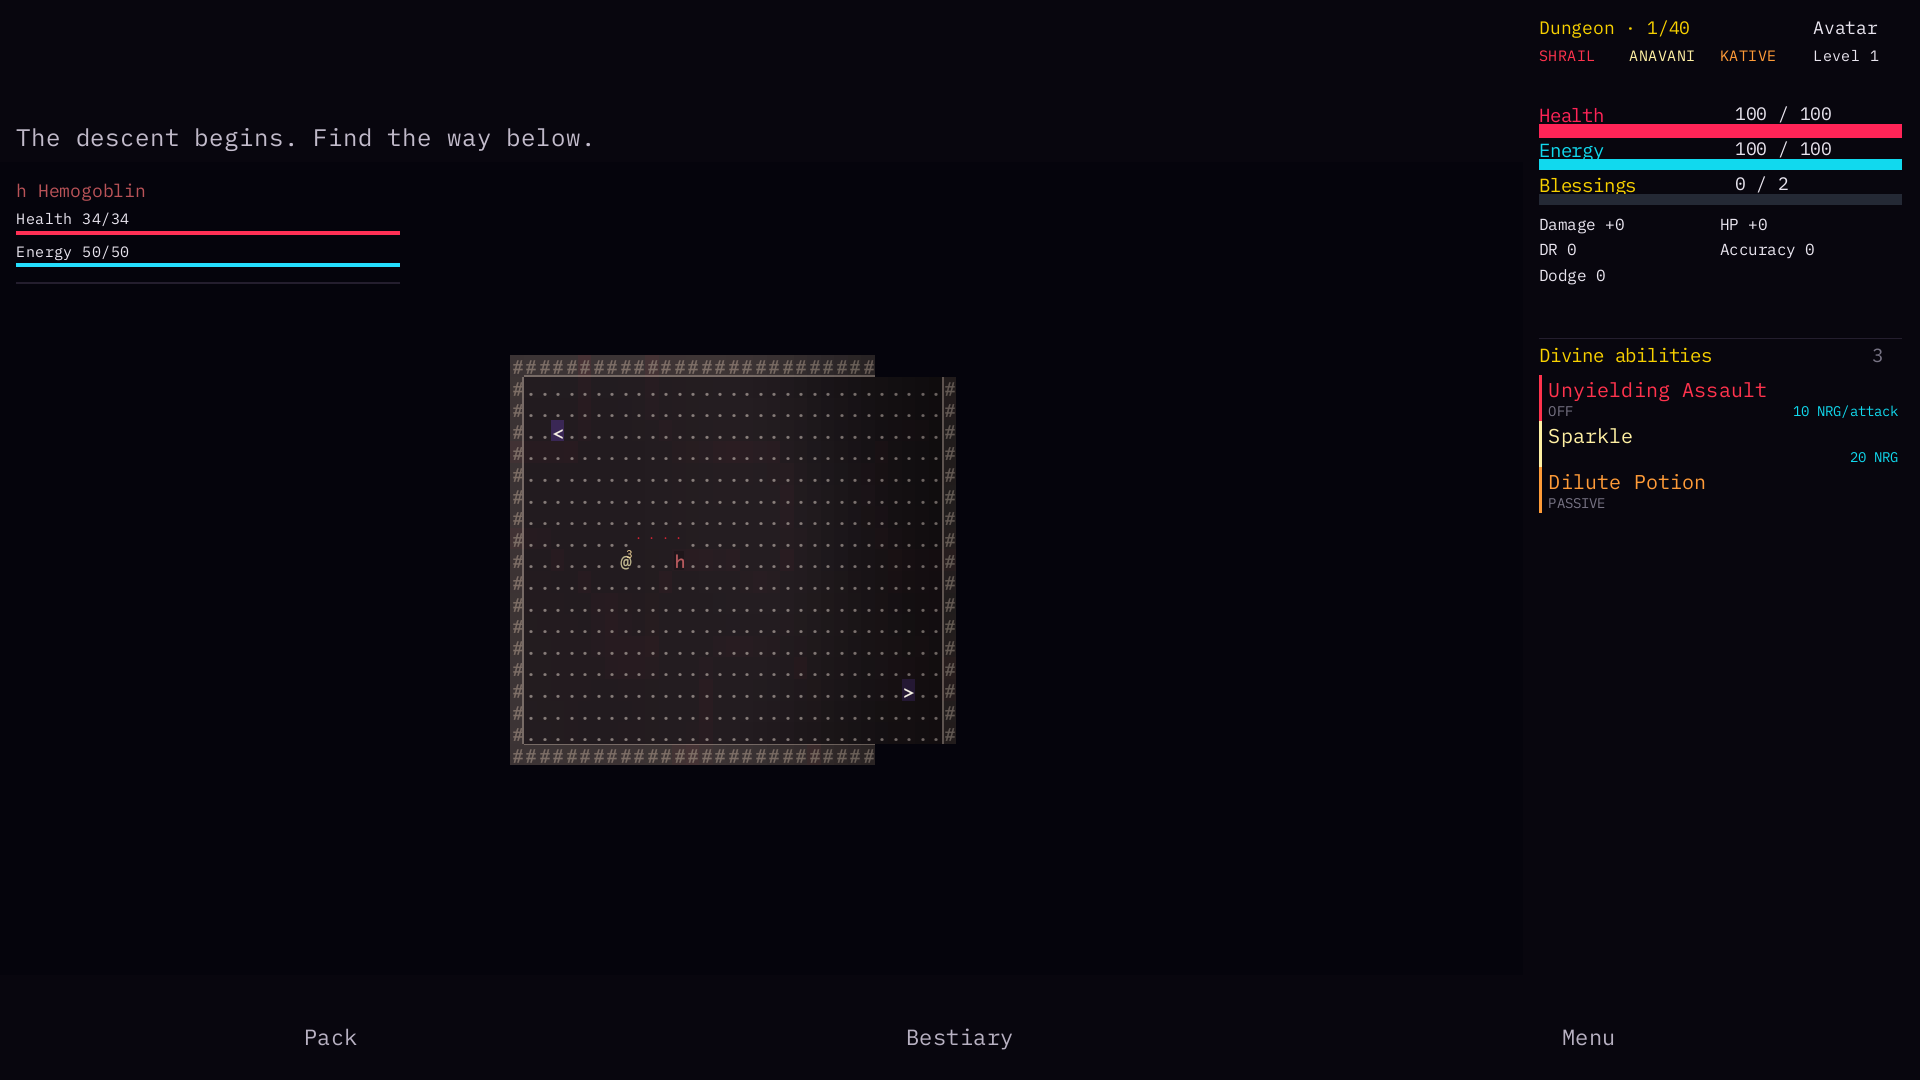 Dungeon · 1/40 Avatar
SHRAIL ANAVANI KATIVE Level 1
The descent begins. Find the way below.
h Hemogoblin
Health 34/34
Energy 50/50
Health 100 / 100
Energy 100 / 100
Blessings 0 / 2
Damage +0 HP +0
DR 0 Accuracy 0
Dodge 0
Divine abilities 3
Unyielding Assault
OFF 10 NRG/attack
Sparkle
20 NRG
Dilute Potion
PASSIVE
<
3
@ h
>
Pack Bestiary Menu